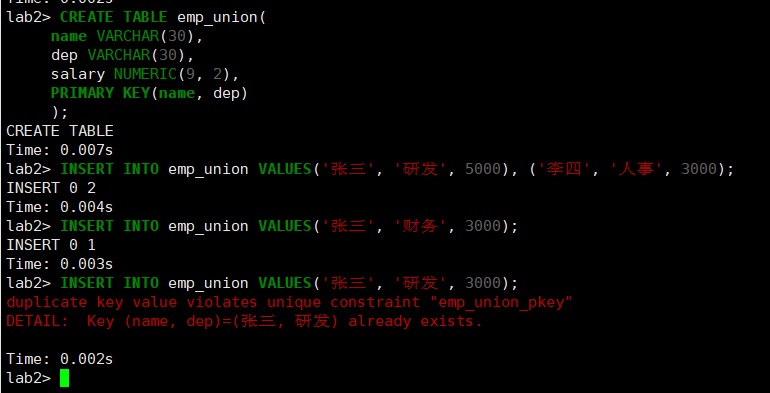 Time: 0.002s
lab2> CREATE TABLE emp_union(
name VARCHAR(30),
dep VARCHAR(30),
salary NUMERIC(9, 2),
PRIMARY KEY(name, dep)
);
CREATE TABLE
Time: 0.007s
lab2> INSERT INTO emp_union VALUES('张三', '研发', 5000), ('李四', '人事', 3000);
INSERT 0 2
Time: 0.004s
lab2> INSERT INTO emp_union VALUES('张三', '财务', 3000);
INSERT 0 1
Time: 0.003s
lab2> INSERT INTO emp_union VALUES('张三', '研发', 3000);
duplicate key value violates unique constraint "emp_union_pkey"
DETAIL:  Key (name, dep)=(张三, 研发) already exists.
Time: 0.002s
lab2>